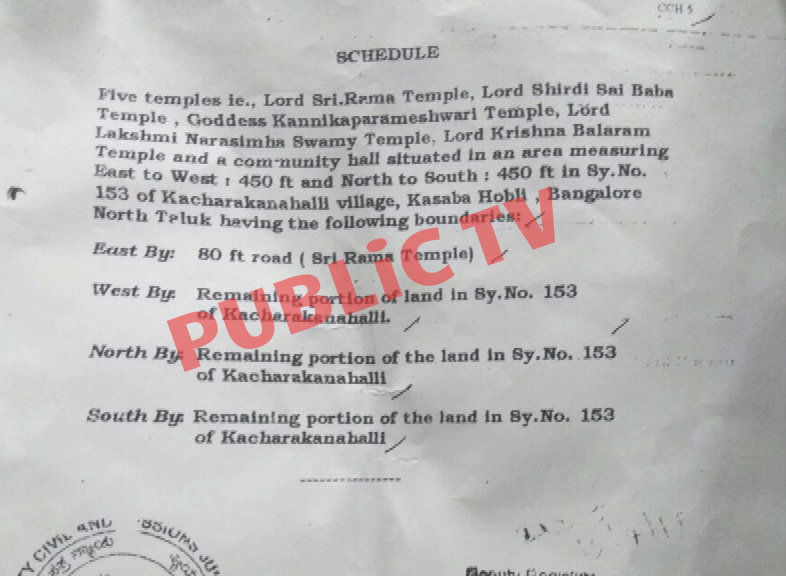 CCH 5
SCHEDULE
Five temples ie., Lord Sri.Rama Temple, Lord Shirdi Sai Baba
Temple , Goddess Kannikaparameshwari Temple, Lord
Lakshmi Narasimha Swamy Temple, Lord Krishna Balaram
Temple and a community hall situated in an area measuring
East to West : 450 ft and North to South : 450 ft in Sy.No.
153 of Kacharakanahalli village, Kasaba Hobli , Bangalore
North Taluk having the following boundaries:
East By: 80 ft road ( Sri Rama Temple)
West By: Remaining portion of land in Sy.No. 153
of Kacharakanahalli.
North By: Remaining portion of the land in Sy.No. 153
of Kacharakanahalli
South By: Remaining portion of the land in Sy.No. 153
of Kacharakanahalli
PUBLiC TV
CIVIL AND
Deputy Registrar